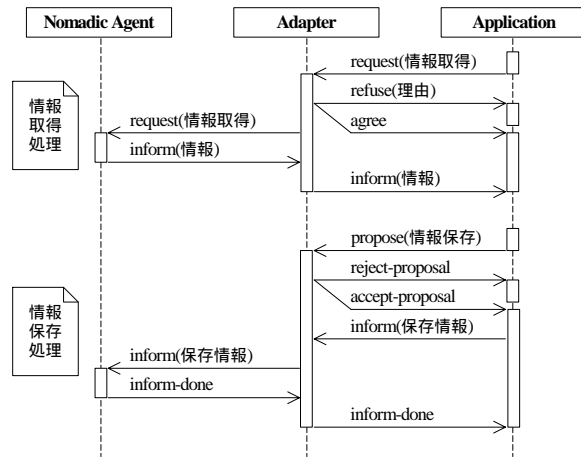 Nomadic Agent
Adapter
Application
request(情報取得)
refuse(理由)
agree
request(情報取得)
inform(情報)
inform(情報)
情報
取得
処理
propose(情報保存)
reject-proposal
accept-proposal
inform(保存情報)
inform(保存情報)
inform-done
inform-done
情報
保存
処理